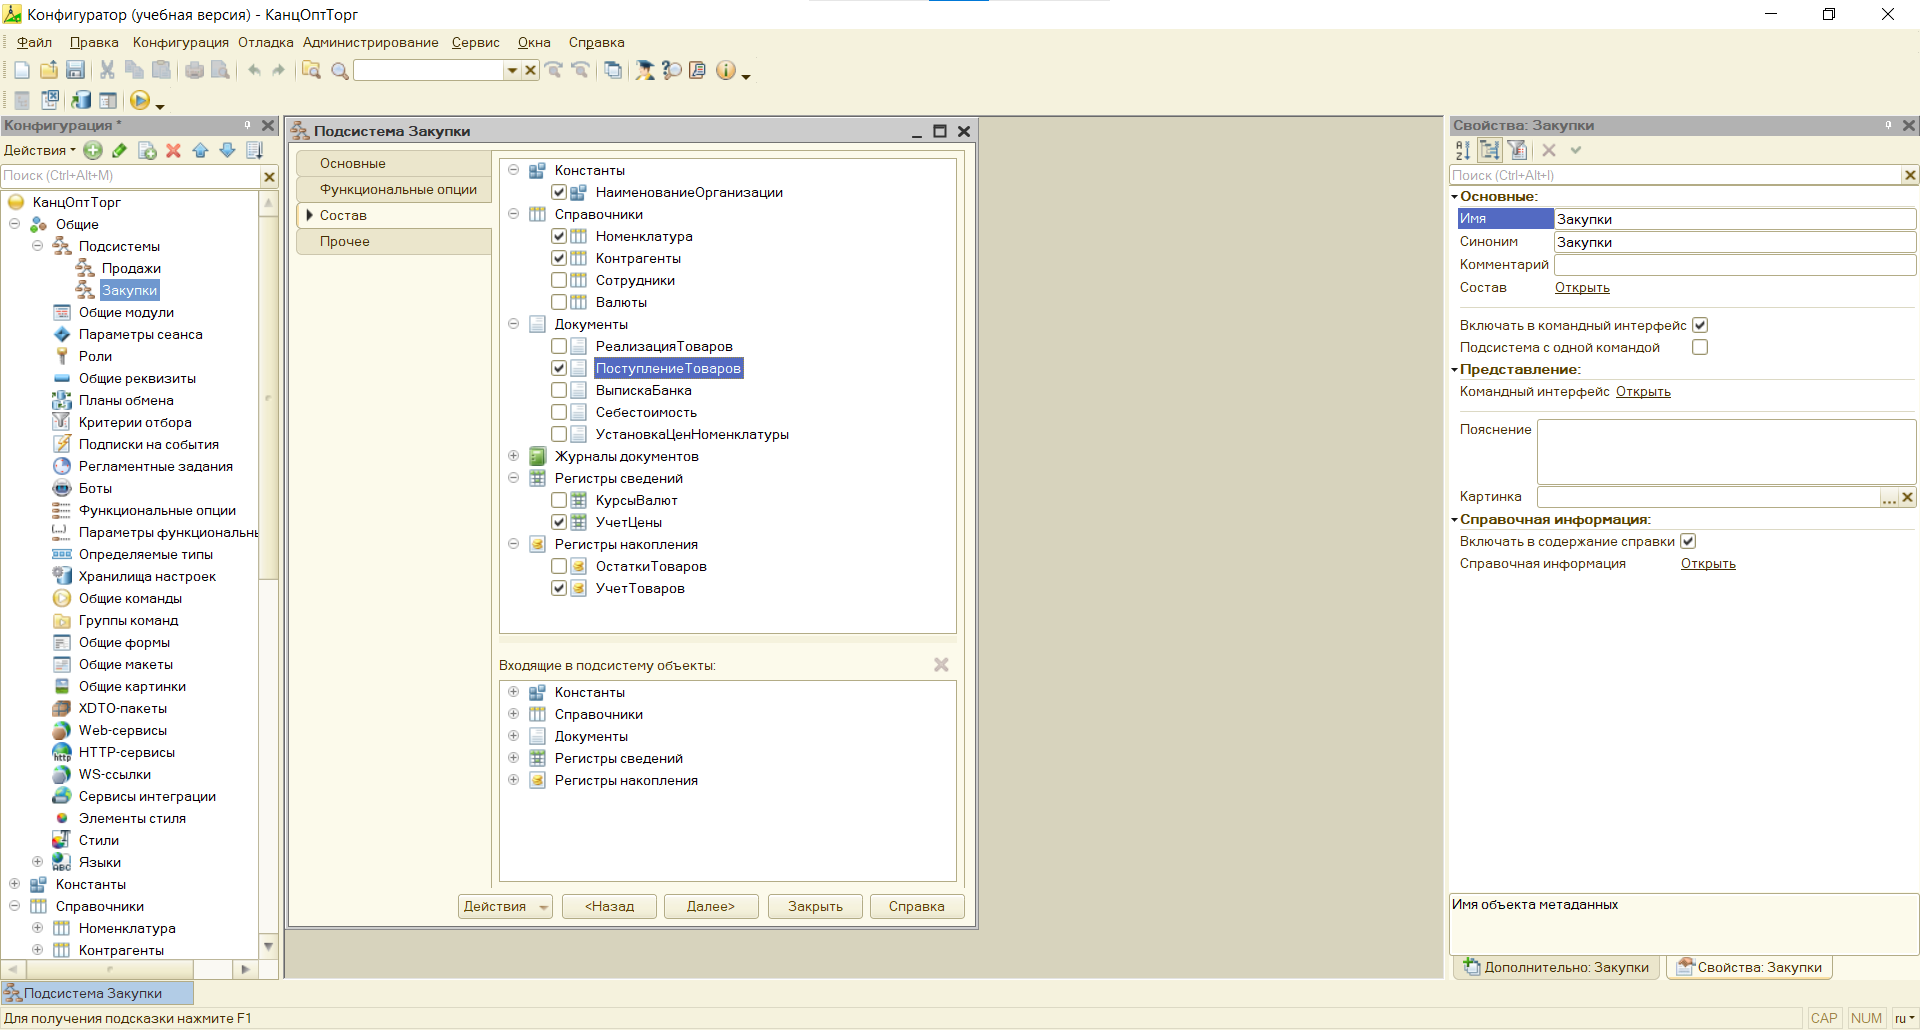 Конфигуратор (учебная версия) - КанцОптТорг
Файл Правка Конфигурация Отладка Администрирование Сервис Окна Справка
Конфигурация *
Действия
Поиск (Ctrl+Alt+M)
КанцОптТорг
Общие
Подсистемы
Продажи
Закупки
Общие модули
Параметры сеанса
Роли
Общие реквизиты
Планы обмена
Критерии отбора
Подписки на события
Регламентные задания
Боты
Функциональные опции
Параметры функциональны
Определяемые типы
Хранилища настроек
Общие команды
Группы команд
Общие формы
Общие макеты
Общие картинки
XDTO-пакеты
Web-сервисы
HTTP-сервисы
WS-ссылки
Сервисы интеграции
Элементы стиля
Стили
Языки
Константы
Справочники
Номенклатура
Контрагенты
Подсистема Закупки
Основные
Функциональные опции
Состав
Прочее
Константы
НаименованиеОрганизации
Справочники
Номенклатура
Контрагенты
Сотрудники
Валюты
Документы
РеализацияТоваров
ПоступлениеТоваров
ВыпискаБанка
Себестоимость
УстановкаЦенНоменклатуры
Журналы документов
Регистры сведений
КурсыВалют
УчетЦены
Регистры накопления
ОстаткиТоваров
УчетТоваров
Входящие в подсистему объекты:
Константы
Справочники
Документы
Регистры сведений
Регистры накопления
Действия <Назад Далее> Закрыть Справка
Свойства: Закупки
Поиск (Ctrl+Alt+I)
Основные:
Имя Закупки
Синоним Закупки
Комментарий
Состав Открыть
Включать в командный интерфейс
Подсистема с одной командой
Представление:
Командный интерфейс Открыть
Пояснение
Картинка ...
Справочная информация:
Включать в содержание справки
Справочная информация Открыть
Имя объекта метаданных
Дополнительно: Закупки Свойства: Закупки
Подсистема Закупки
Для получения подсказки нажмите F1
CAP NUM ru